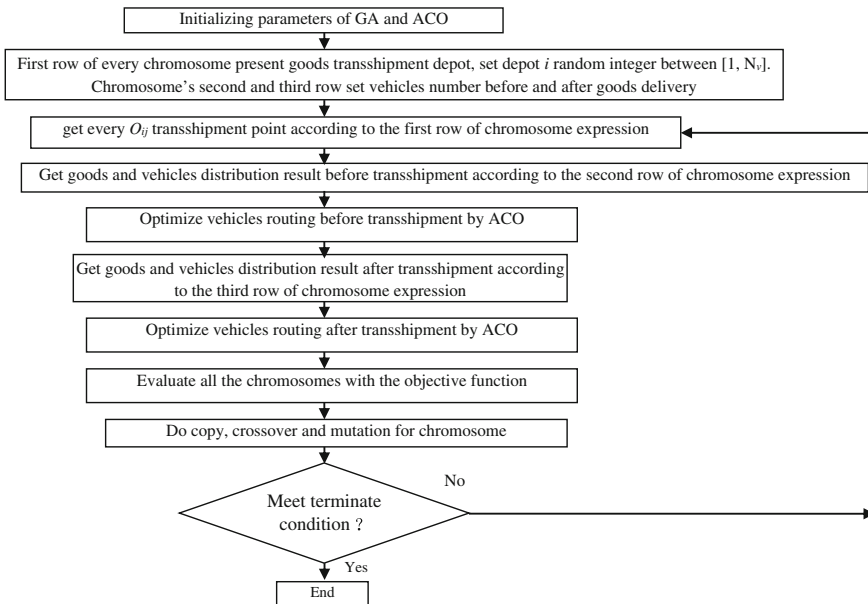 Initializing parameters of GA and ACO
First row of every chromosome present goods transshipment depot, set depot i random integer between [1, Nᵥ].
Chromosome's second and third row set vehicles number before and after goods delivery
get every Oᵢⱼ transshipment point according to the first row of chromosome expression
Get goods and vehicles distribution result before transshipment according to the second row of chromosome expression
Optimize vehicles routing before transshipment by ACO
Get goods and vehicles distribution result after transshipment according
to the third row of chromosome expression
Optimize vehicles routing after transshipment by ACO
Evaluate all the chromosomes with the objective function
Do copy, crossover and mutation for chromosome
No
Meet terminate
condition ?
Yes
End